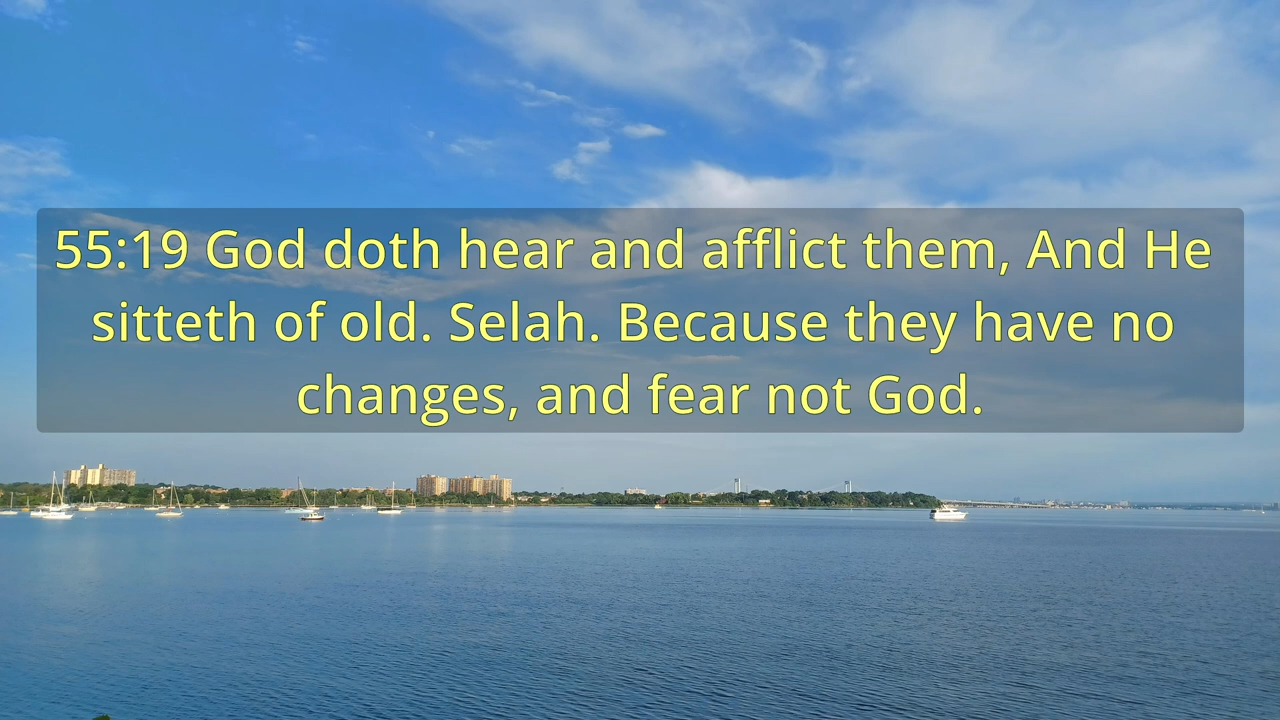 55:19 God doth hear and afflict them, And He
sitteth of old. Selah. Because they have no
changes, and fear not God.